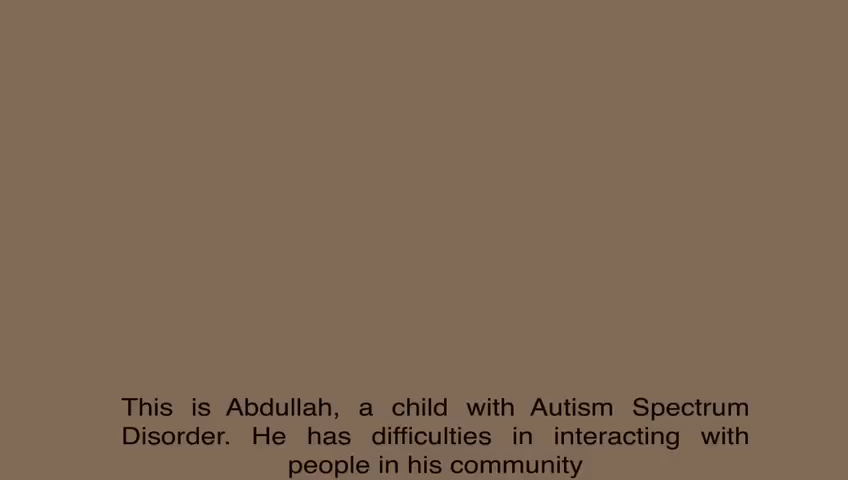 This is Abdullah, a child with Autism Spectrum
Disorder. He has difficulties in interacting with
people in his community